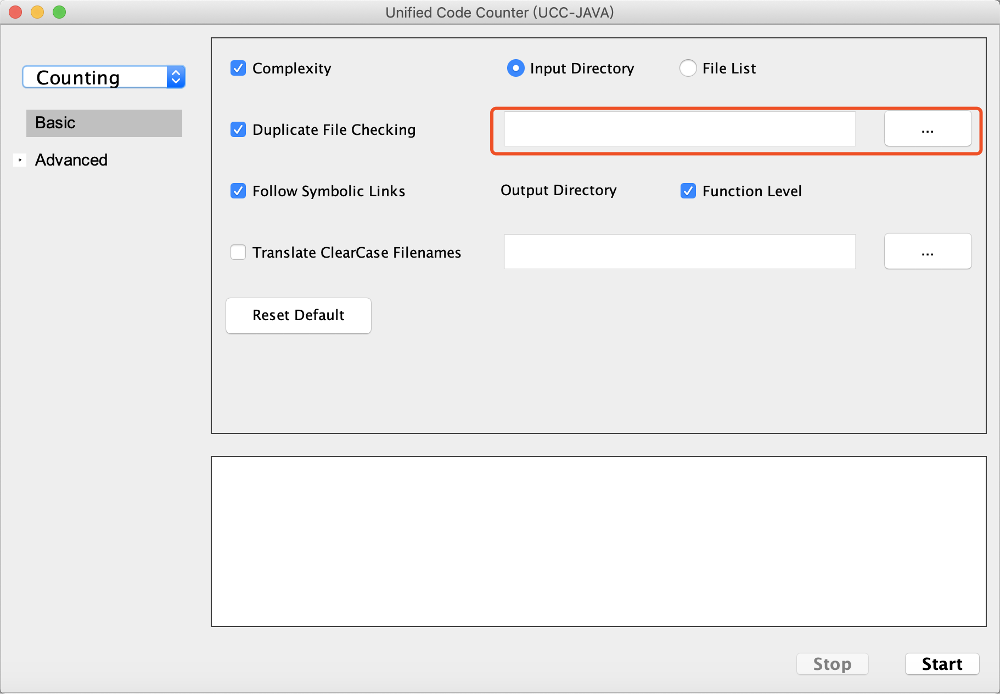 Unified Code Counter (UCC-JAVA)
Counting
Basic
Advanced
Complexity
Input Directory
File List
Duplicate File Checking
...
Follow Symbolic Links
Output Directory
Function Level
Translate ClearCase Filenames
...
Reset Default
Stop
Start